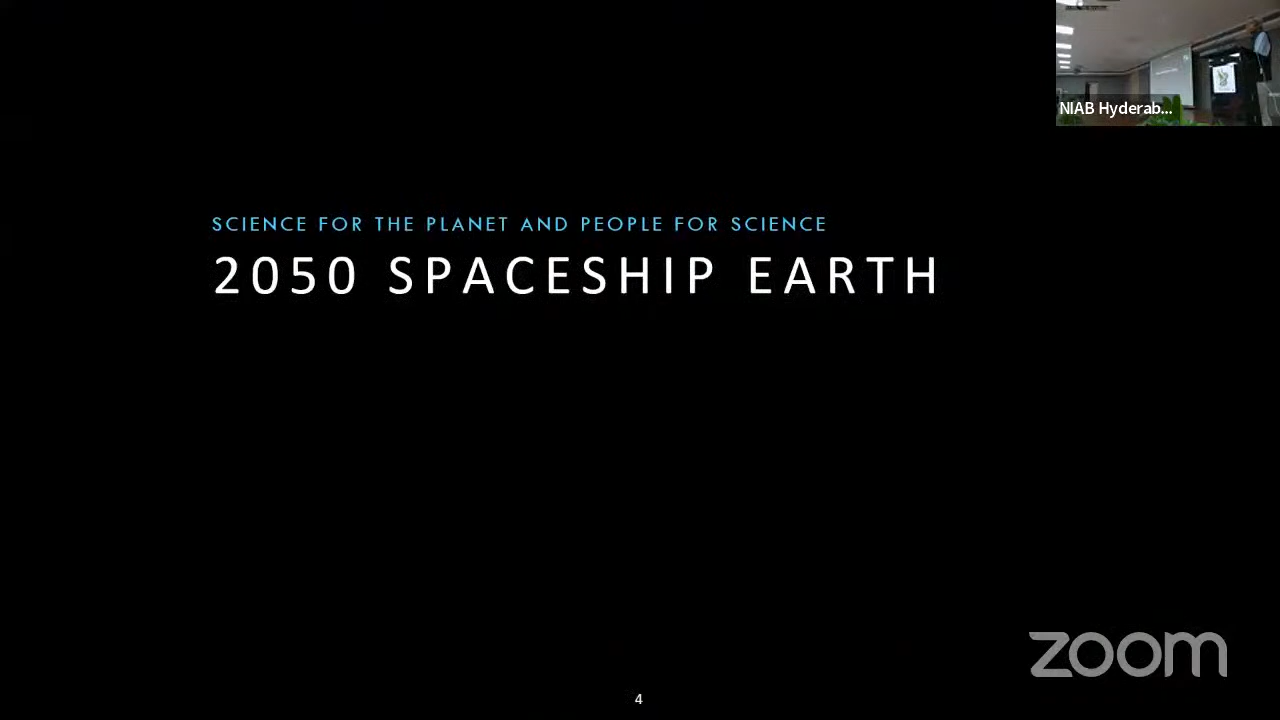 NIAB Hyderab...
SCIENCE FOR THE PLANET AND PEOPLE FOR SCIENCE
2050 SPACESHIP EARTH
zoom
4